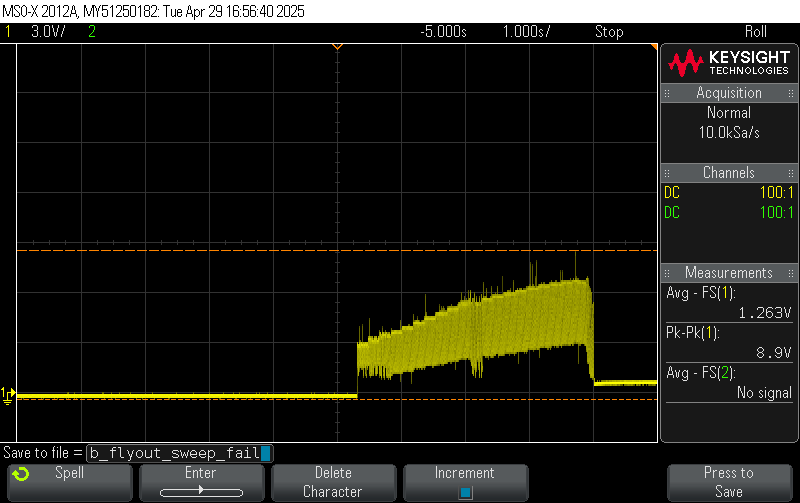 MSO-X 2012A, MY51250182: Tue Apr 29 16:56:40 2025
1 3.0V/ 2 -5.000s 1.000s/ Stop Roll
KEYSIGHT
TECHNOLOGIES
Acquisition
Normal
10.0kSa/s
Channels
DC 100:1
DC 100:1
Measurements
Avg - FS(1):
1.263V
Pk-Pk(1):
8.9V
Avg - FS(2):
No signal
1
Save to file = b_flyout_sweep_fail
Spell
Enter
Delete
Character
Increment
Press to
Save